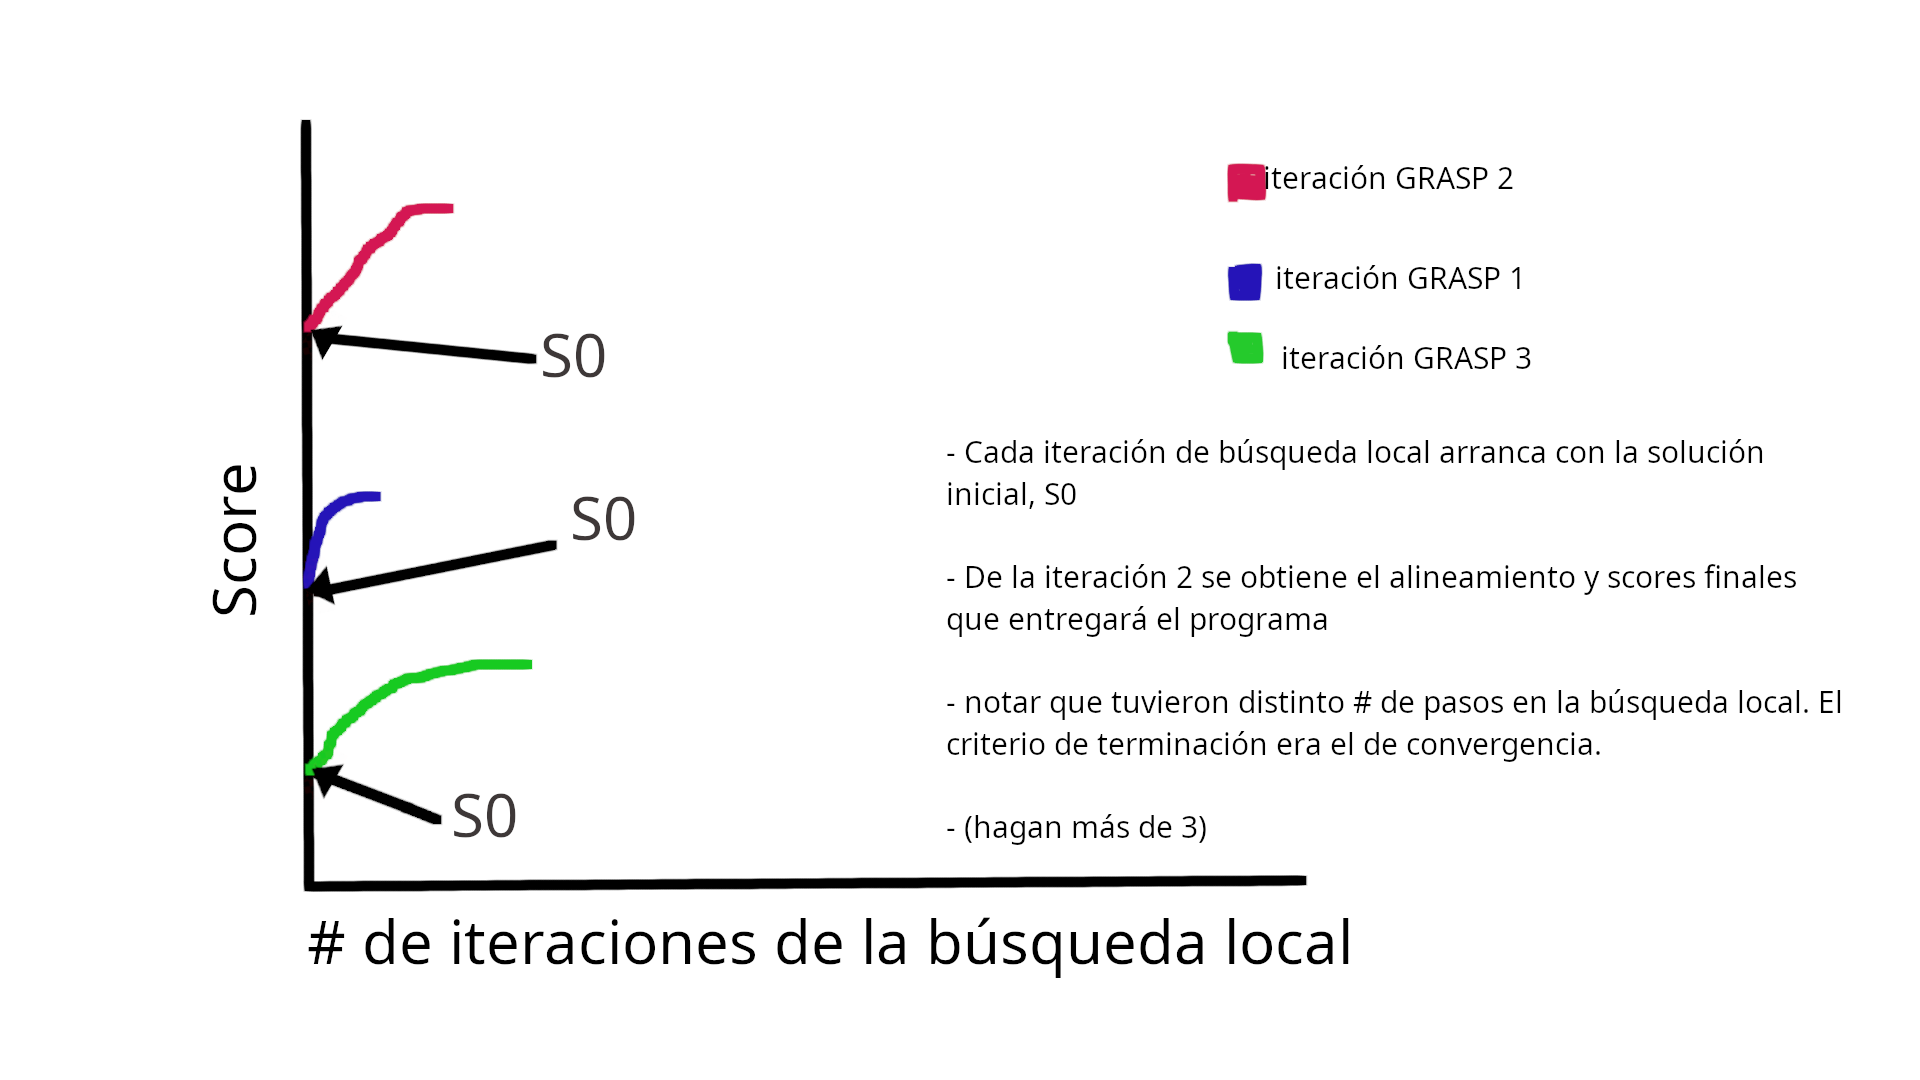 iteración GRASP 2
iteración GRASP 1
iteración GRASP 3
S0
S0
S0
Score
- Cada iteración de búsqueda local arranca con la solución
inicial, S0
- De la iteración 2 se obtiene el alineamiento y scores finales
que entregará el programa
- notar que tuvieron distinto # de pasos en la búsqueda local. El
criterio de terminación era el de convergencia.
- (hagan más de 3)
# de iteraciones de la búsqueda local